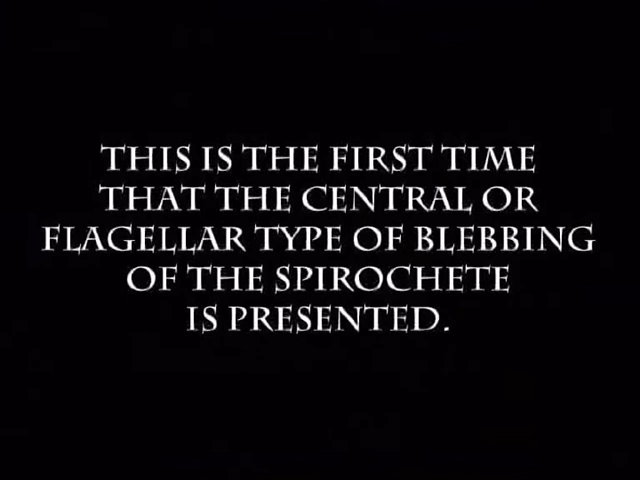 THIS IS THE FIRST TIME
THAT THE CENTRAL OR
FLAGELLAR TYPE OF BLEBBING
OF THE SPIROCHETE
IS PRESENTED.